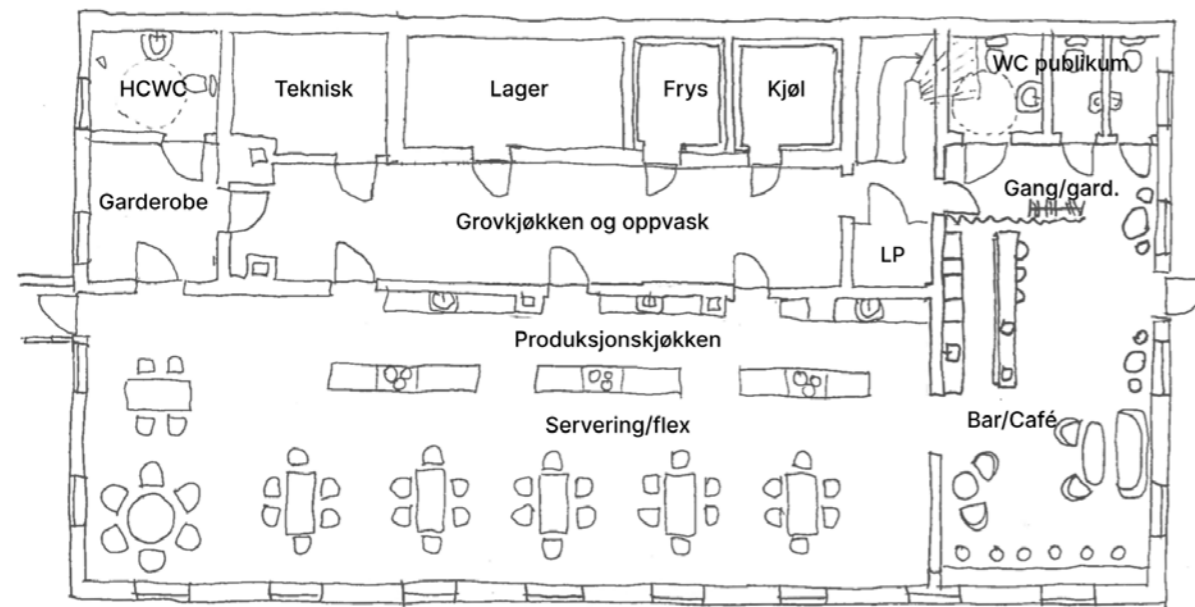 HCWC
Teknisk
Lager
Frys
Kjøl
WC publikum
Garderobe
Grovkjøkken og oppvask
Gang/gard.
LP
Produksjonskjøkken
Servering/flex
Bar/Café